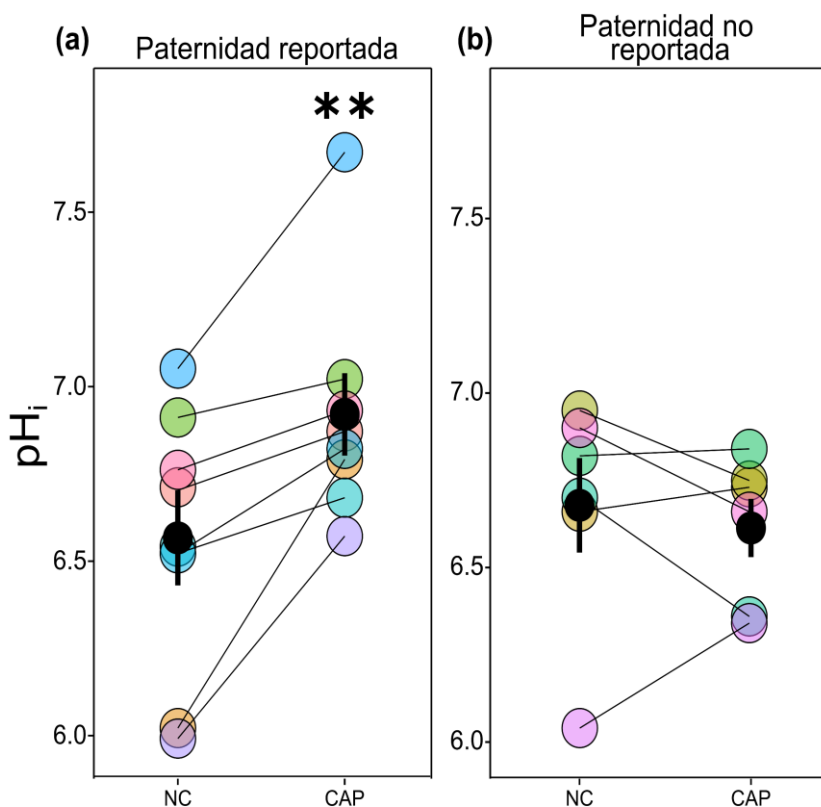 (a)
Paternidad reportada
**
7.5
7.0
6.5
6.0
pHi
NC
CAP
(b)
Paternidad no
reportada
7.5
7.0
6.5
6.0
NC
CAP